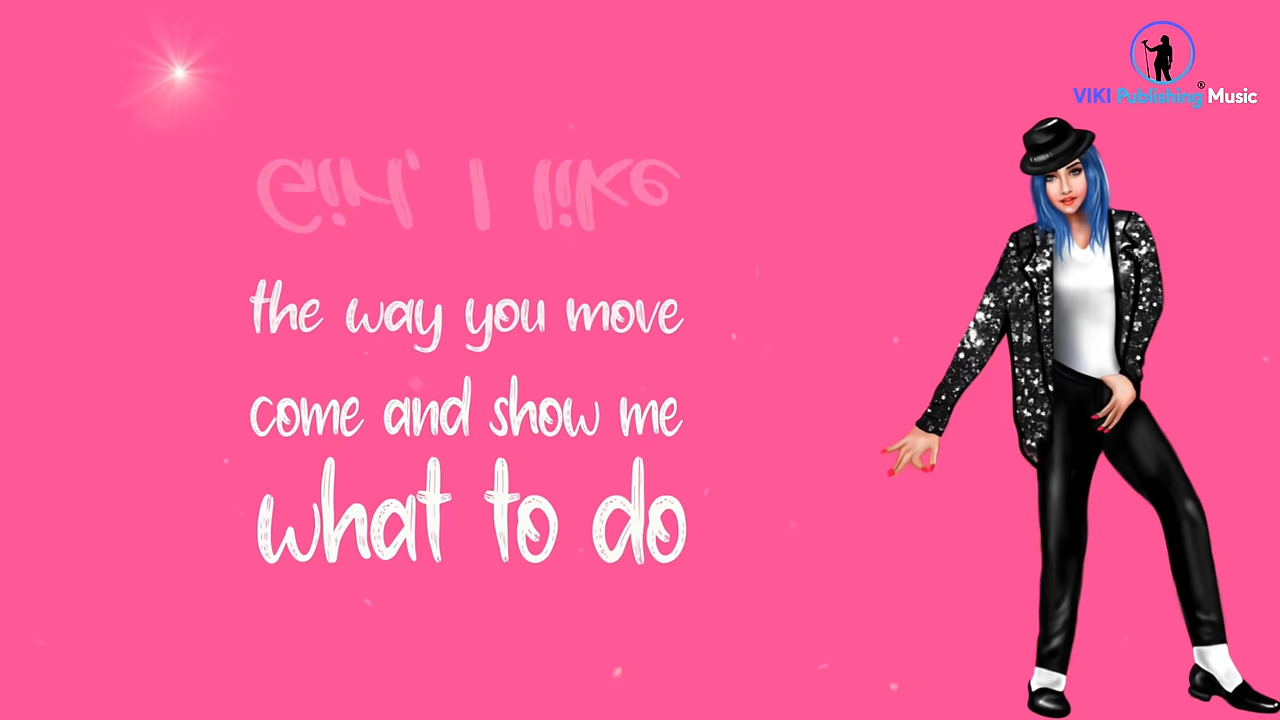 VIKI Publishing® Music
Girl, I like
the way you move
come and show me
what to do